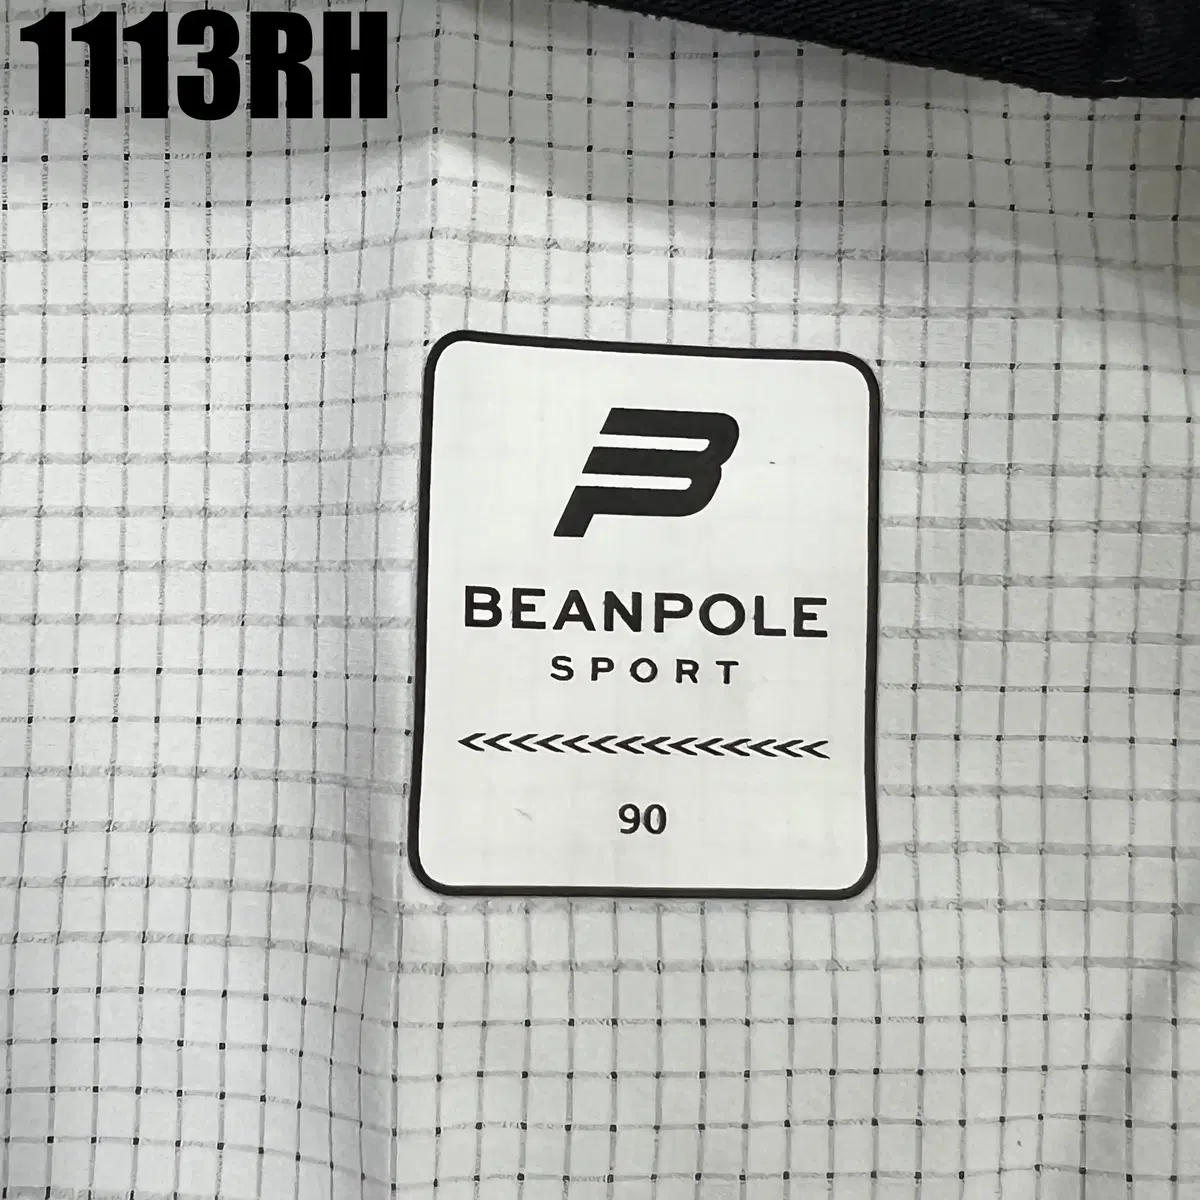 1113RH
BEANPOLE
SPORT
90